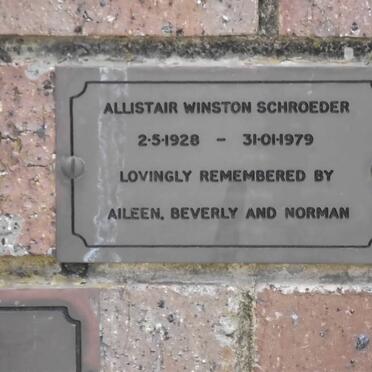 ALLISTAIR WINSTON SCHROEDER
2·5·1928 - 31·01·1979
LOVINGLY REMEMBERED BY
AILEEN, BEVERLY AND NORMAN